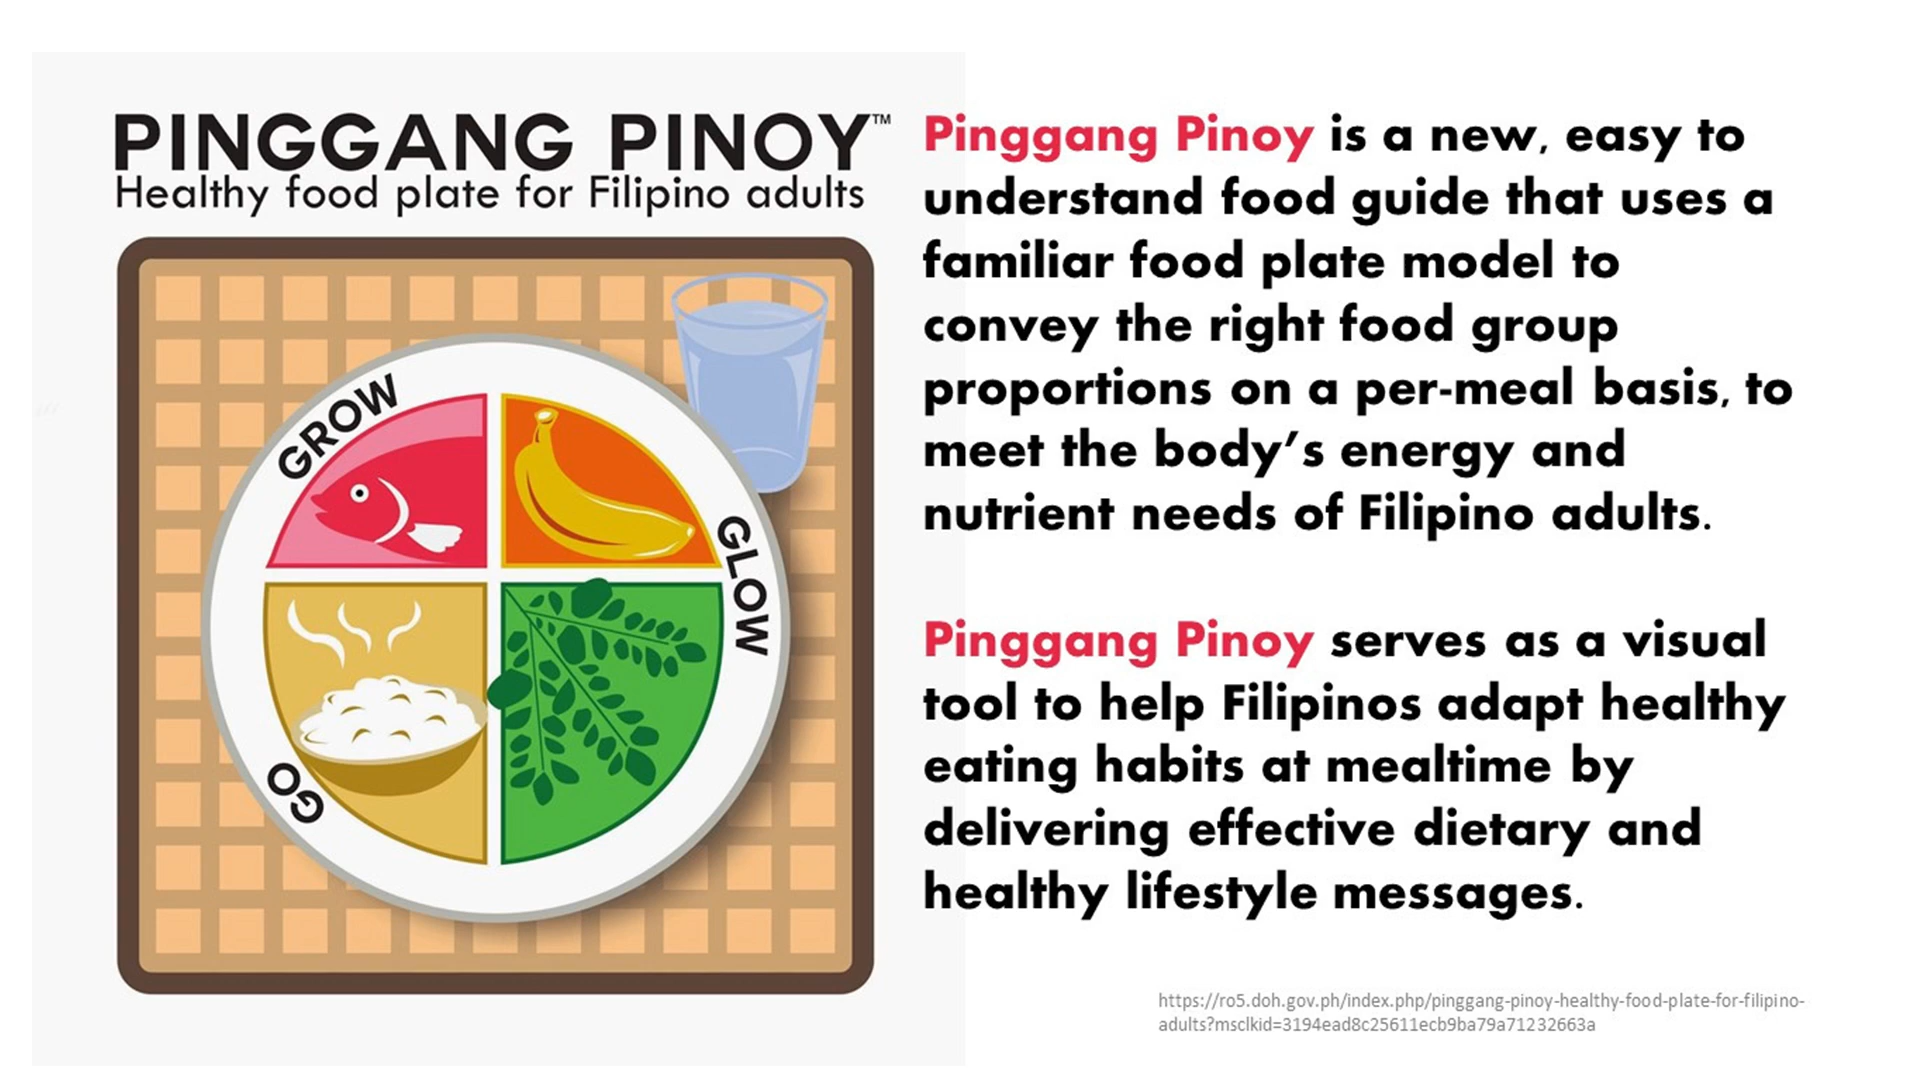 PINGGANG PINOY™
Healthy food plate for Filipino adults
GROW
GLOW
GO
Pinggang Pinoy is a new, easy to
understand food guide that uses a
familiar food plate model to
convey the right food group
proportions on a per-meal basis, to
meet the body’s energy and
nutrient needs of Filipino adults.
Pinggang Pinoy serves as a visual
tool to help Filipinos adapt healthy
eating habits at mealtime by
delivering effective dietary and
healthy lifestyle messages.
https://ro5.doh.gov.ph/index.php/pinggang-pinoy-healthy-food-plate-for-filipino-
adults?msclkid=3194ead8c25611ecb9ba79a71232663a